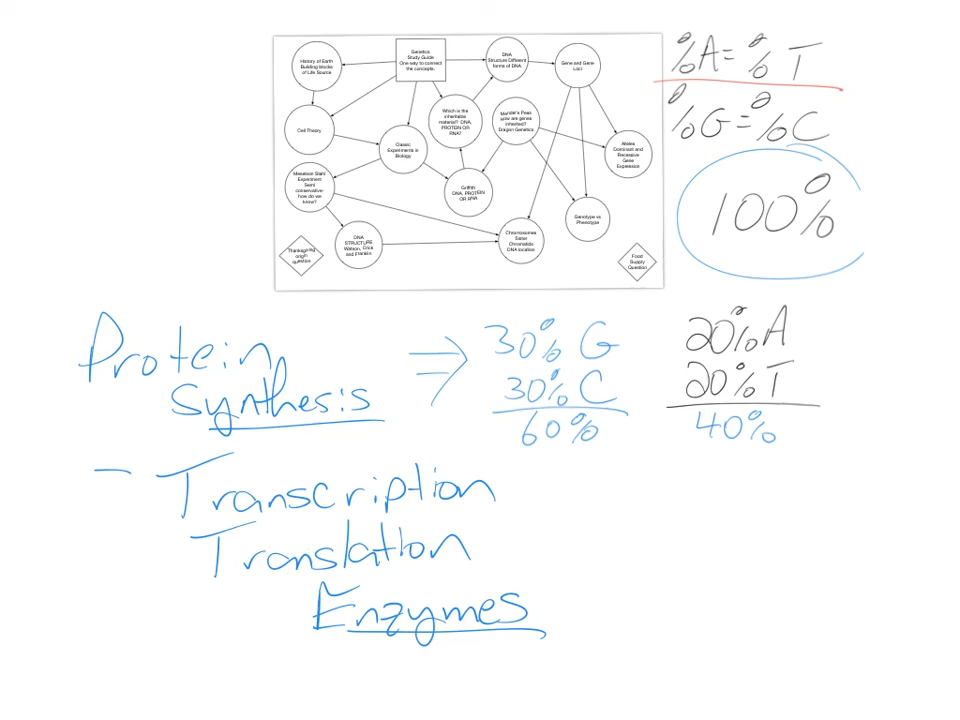 History of Earth
Building blocks
of Life Source
Genetics
Study Guide
One way to connect
the concepts.
DNA
Structure Different
forms of DNA
Gene and Gene
Loci
Cell Theory
Classic
Experiments in
Biology
Which is the
inheritable
material? DNA,
PROTEIN OR
RNA?
Mendel's Peas
How are genes
inherited?
Dragon Genetics
Alleles
Dominant and
Recessive
Gene
Expression
Meselson Stahl
Experiment
Semi
conservative-
how do we
know?
Griffith
DNA, PROTEIN
OR RNA
Genotype vs
Phenotype
DNA
STRUCTURE
Watson, Crick
and Franklin
Chromosomes
Sister
Chromatids
DNA location
origin
question
Food
Supply
Question
%A = %T
%G = %C
100%
Protein
Synthesis
⇒
30% G
30% C
60%
20% A
20% T
40%
- Transcription
Translation
Enzymes